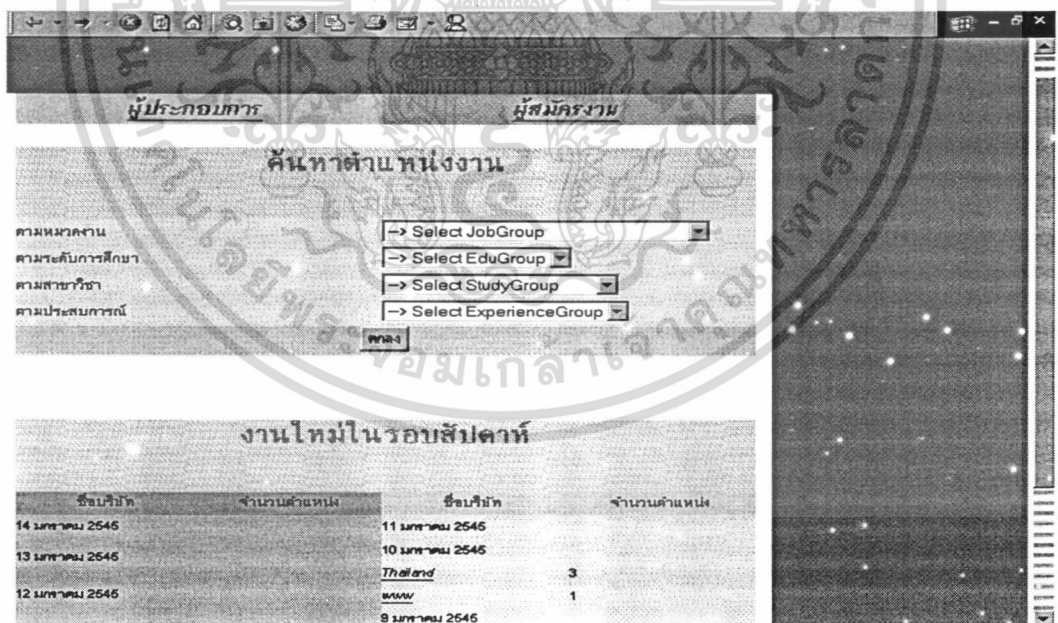 ผู้ประกอบการ ผู้สมัครงาน
ค้นหาตำแหน่งงาน
ตามหมวดงาน --> Select JobGroup
ตามระดับการศึกษา --> Select EduGroup
ตามสาขาวิชา --> Select StudyGroup
ตามประสบการณ์ --> Select ExperienceGroup
ตกลง
งานใหม่ในรอบสัปดาห์
ชื่อบริษัท จำนวนตำแหน่ง ชื่อบริษัท จำนวนตำแหน่ง
14 มกราคม 2545 11 มกราคม 2545
13 มกราคม 2545 10 มกราคม 2545
Thailand 3
12 มกราคม 2545 www 1
9 มกราคม 2545